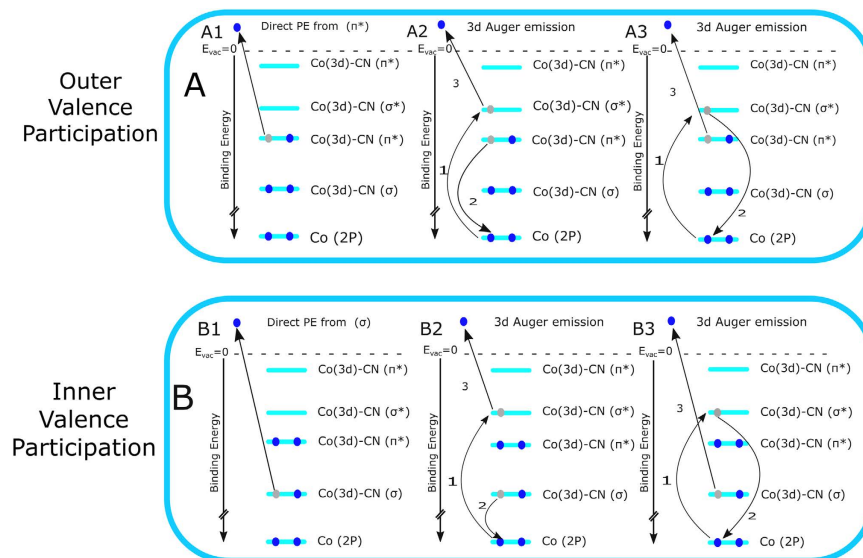 Outer
Valence
Participation
A
A1
Direct PE from (π*)
Evac=0
Binding Energy
Co(3d)-CN (π*)
Co(3d)-CN (σ*)
Co(3d)-CN (π*)
Co(3d)-CN (σ)
Co (2P)
A2
3d Auger emission
Evac=0
Binding Energy
3
1
2
Co(3d)-CN (π*)
Co(3d)-CN (σ*)
Co(3d)-CN (π*)
Co(3d)-CN (σ)
Co (2P)
A3
3d Auger emission
Evac=0
Binding Energy
3
1
2
Co(3d)-CN (π*)
Co(3d)-CN (σ*)
Co(3d)-CN (π*)
Co(3d)-CN (σ)
Co (2P)
Inner
Valence
Participation
B
B1
Direct PE from (σ)
Evac=0
Binding Energy
Co(3d)-CN (π*)
Co(3d)-CN (σ*)
Co(3d)-CN (π*)
Co(3d)-CN (σ)
Co (2P)
B2
3d Auger emission
Evac=0
Binding Energy
3
1
2
Co(3d)-CN (π*)
Co(3d)-CN (σ*)
Co(3d)-CN (π*)
Co(3d)-CN (σ)
Co (2P)
B3
3d Auger emission
Evac=0
Binding Energy
3
1
2
Co(3d)-CN (π*)
Co(3d)-CN (σ*)
Co(3d)-CN (π*)
Co(3d)-CN (σ)
Co (2P)